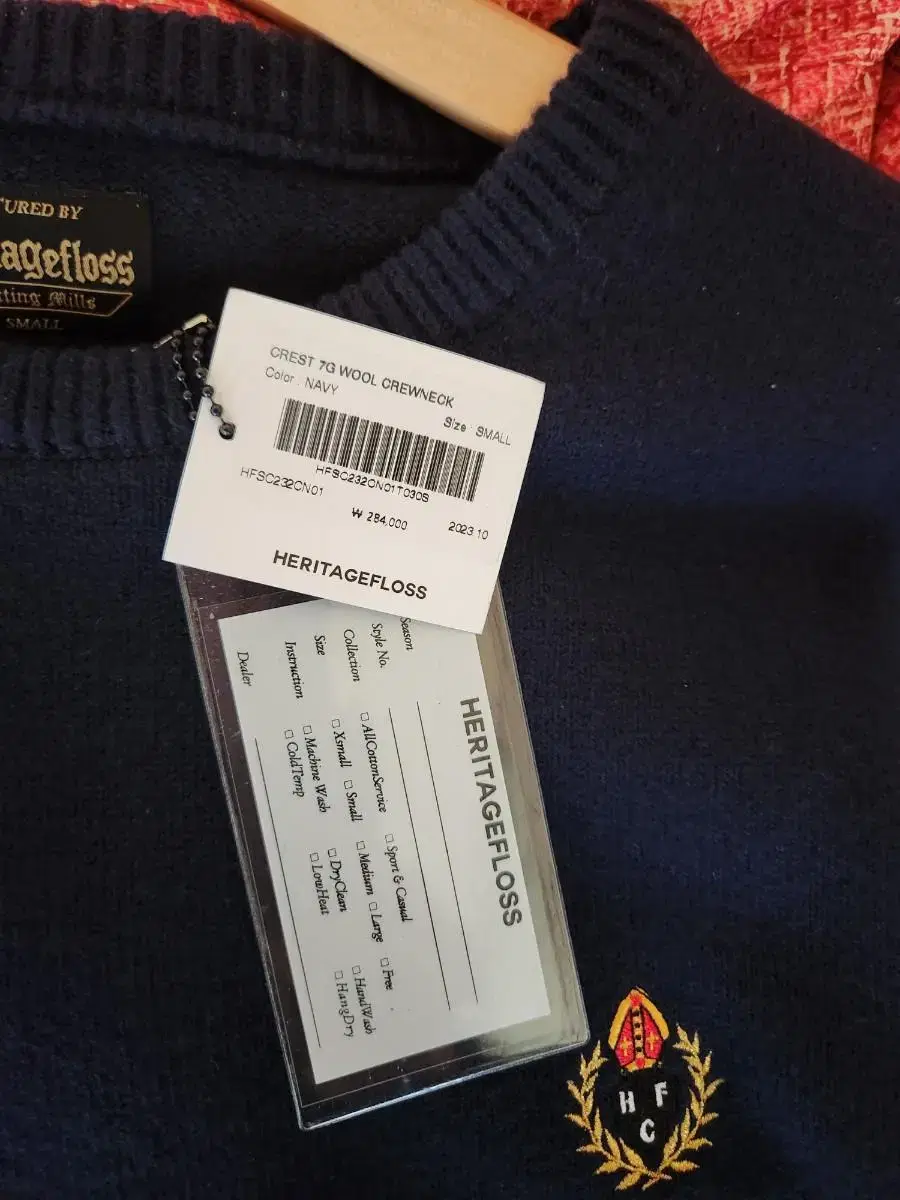 URED BY
agefloss
ting Mills
SMALL
CREST 7G WOOL CREWNECK
Color : NAVY
Size : SMALL
HFSC232CN01T030S
HFSC232CN01
₩ 284,000
2023.10
HERITAGEFLOSS
HERITAGEFLOSS
Season
Style No.
Collection
□ AllCottonService □ Sport & Casual
Size
□ Xsmall □ Small □ Medium □ Large □ Free
Instruction
□ Machine Wash □ DryClean □ HandWash
□ ColdTemp □ LowHeat □ HangDry
Dealer
H F
C